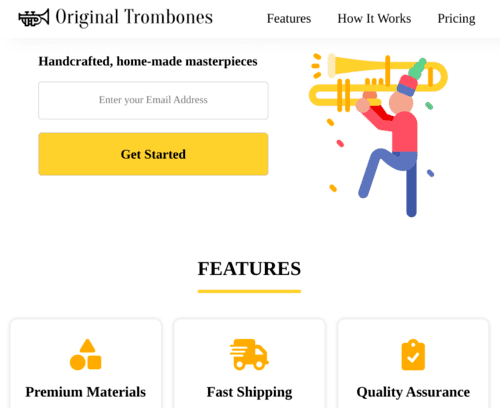 Original Trombones
Features How It Works Pricing
Handcrafted, home-made masterpieces
Enter your Email Address
Get Started
FEATURES
Premium Materials
Fast Shipping
Quality Assurance